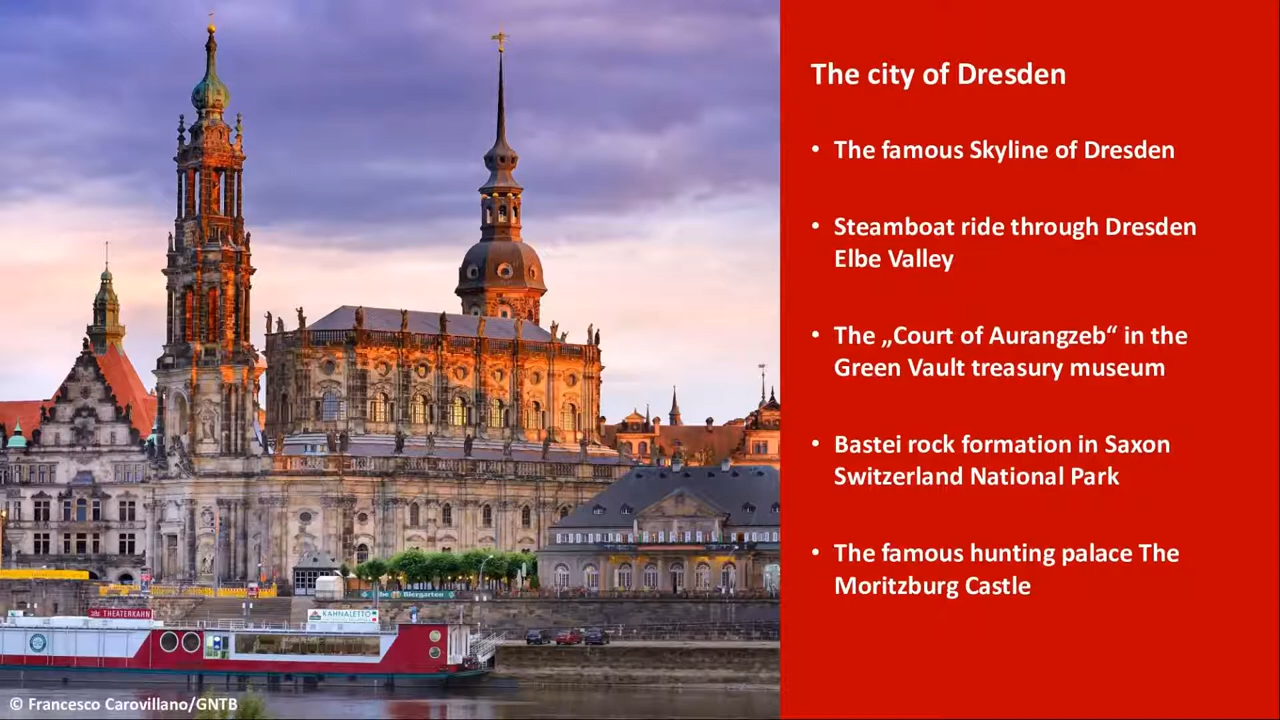 The city of Dresden
• The famous Skyline of Dresden
• Steamboat ride through Dresden
Elbe Valley
• The „Court of Aurangzeb“ in the
Green Vault treasury museum
• Bastei rock formation in Saxon
Switzerland National Park
• The famous hunting palace The
Moritzburg Castle
Biergarten
THEATERKAHN
KAHNALETTO
© Francesco Carovillano/GNTB